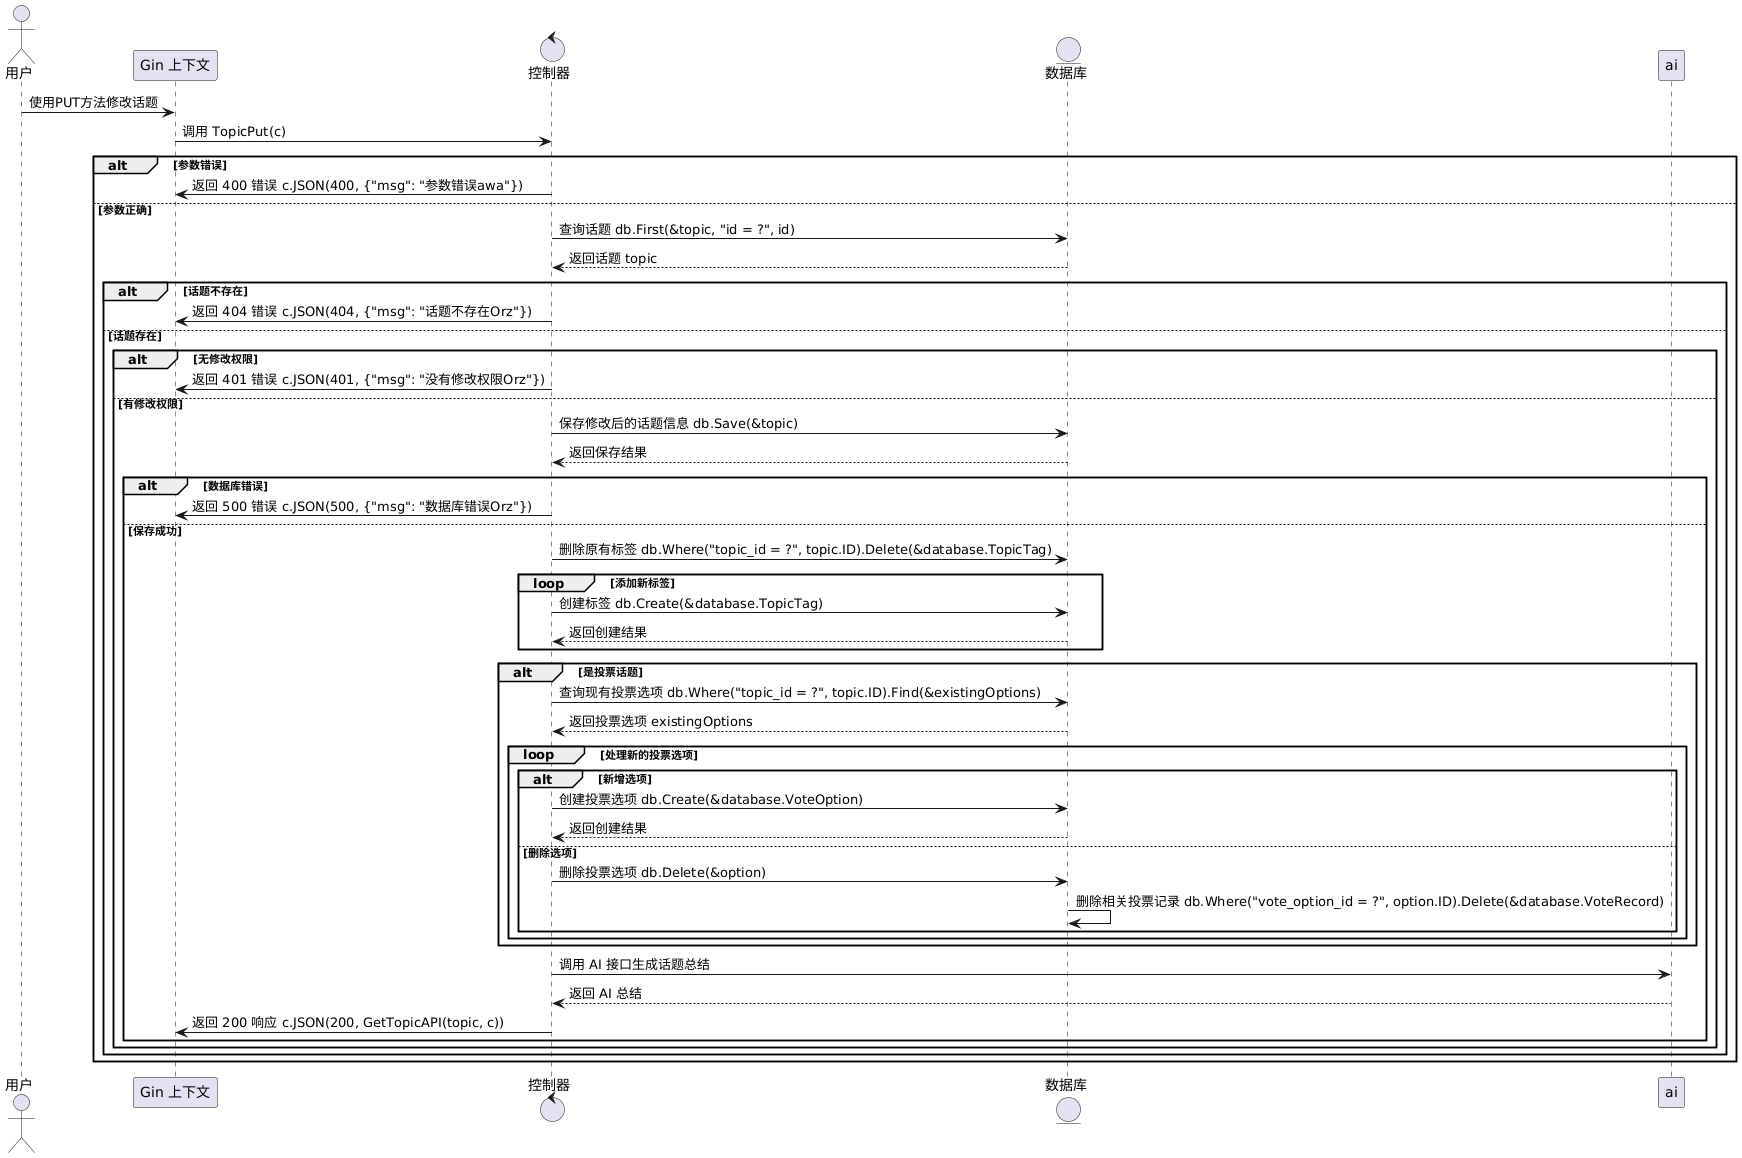 用户
Gin 上下文
控制器
数据库
ai
使用PUT方法修改话题
调用 TopicPut(c)
alt
[参数错误]
返回 400 错误 c.JSON(400, {"msg": "参数错误awa"})
[参数正确]
查询话题 db.First(&topic, "id = ?", id)
返回话题 topic
alt
[话题不存在]
返回 404 错误 c.JSON(404, {"msg": "话题不存在Orz"})
[话题存在]
alt
[无修改权限]
返回 401 错误 c.JSON(401, {"msg": "没有修改权限Orz"})
[有修改权限]
保存修改后的话题信息 db.Save(&topic)
返回保存结果
alt
[数据库错误]
返回 500 错误 c.JSON(500, {"msg": "数据库错误Orz"})
[保存成功]
删除原有标签 db.Where("topic_id = ?", topic.ID).Delete(&database.TopicTag)
loop
[添加新标签]
创建标签 db.Create(&database.TopicTag)
返回创建结果
alt
[是投票话题]
查询现有投票选项 db.Where("topic_id = ?", topic.ID).Find(&existingOptions)
返回投票选项 existingOptions
loop
[处理新的投票选项]
alt
[新增选项]
创建投票选项 db.Create(&database.VoteOption)
返回创建结果
[删除选项]
删除投票选项 db.Delete(&option)
删除相关投票记录 db.Where("vote_option_id = ?", option.ID).Delete(&database.VoteRecord)
调用 AI 接口生成话题总结
返回 AI 总结
返回 200 响应 c.JSON(200, GetTopicAPI(topic, c))
用户
Gin 上下文
控制器
数据库
ai